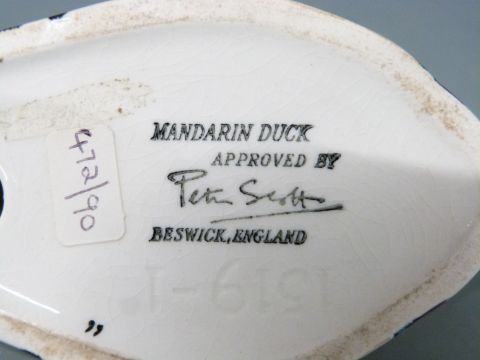 MANDARIN DUCK
APPROVED BY
Peter Scott
BESWICK, ENGLAND
1519-1
472/90
„